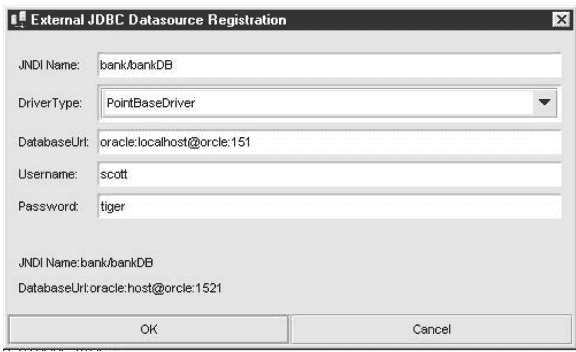 External JDBC Datasource Registration
JNDI Name: bank/bankDB
DriverType: PointBaseDriver
DatabaseUrl: oracle:localhost@orcle:151
Username: scott
Password: tiger
JNDI Name:bank/bankDB
DatabaseUrl:oracle:host@orcle:1521
OK Cancel